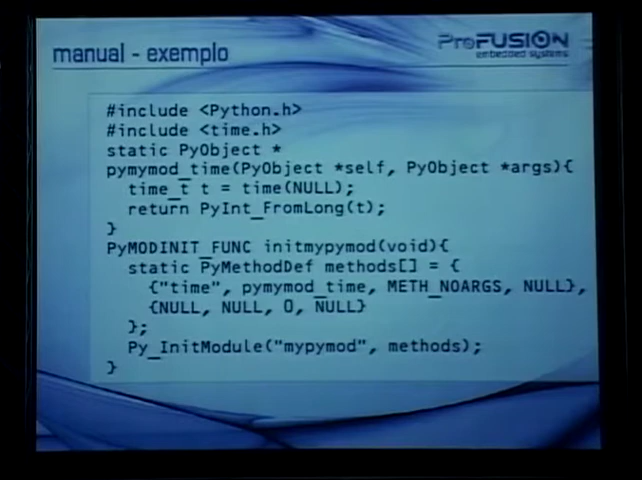 manual - exemplo
ProFUSION
embedded systems
#include <Python.h>
#include <time.h>
static PyObject *
pymymod_time(PyObject *self, PyObject *args){
  time_t t = time(NULL);
  return PyInt_FromLong(t);
}
PyMODINIT_FUNC initmypymod(void){
  static PyMethodDef methods[] = {
    {"time", pymymod_time, METH_NOARGS, NULL},
    {NULL, NULL, 0, NULL}
  };
  Py_InitModule("mypymod", methods);
}